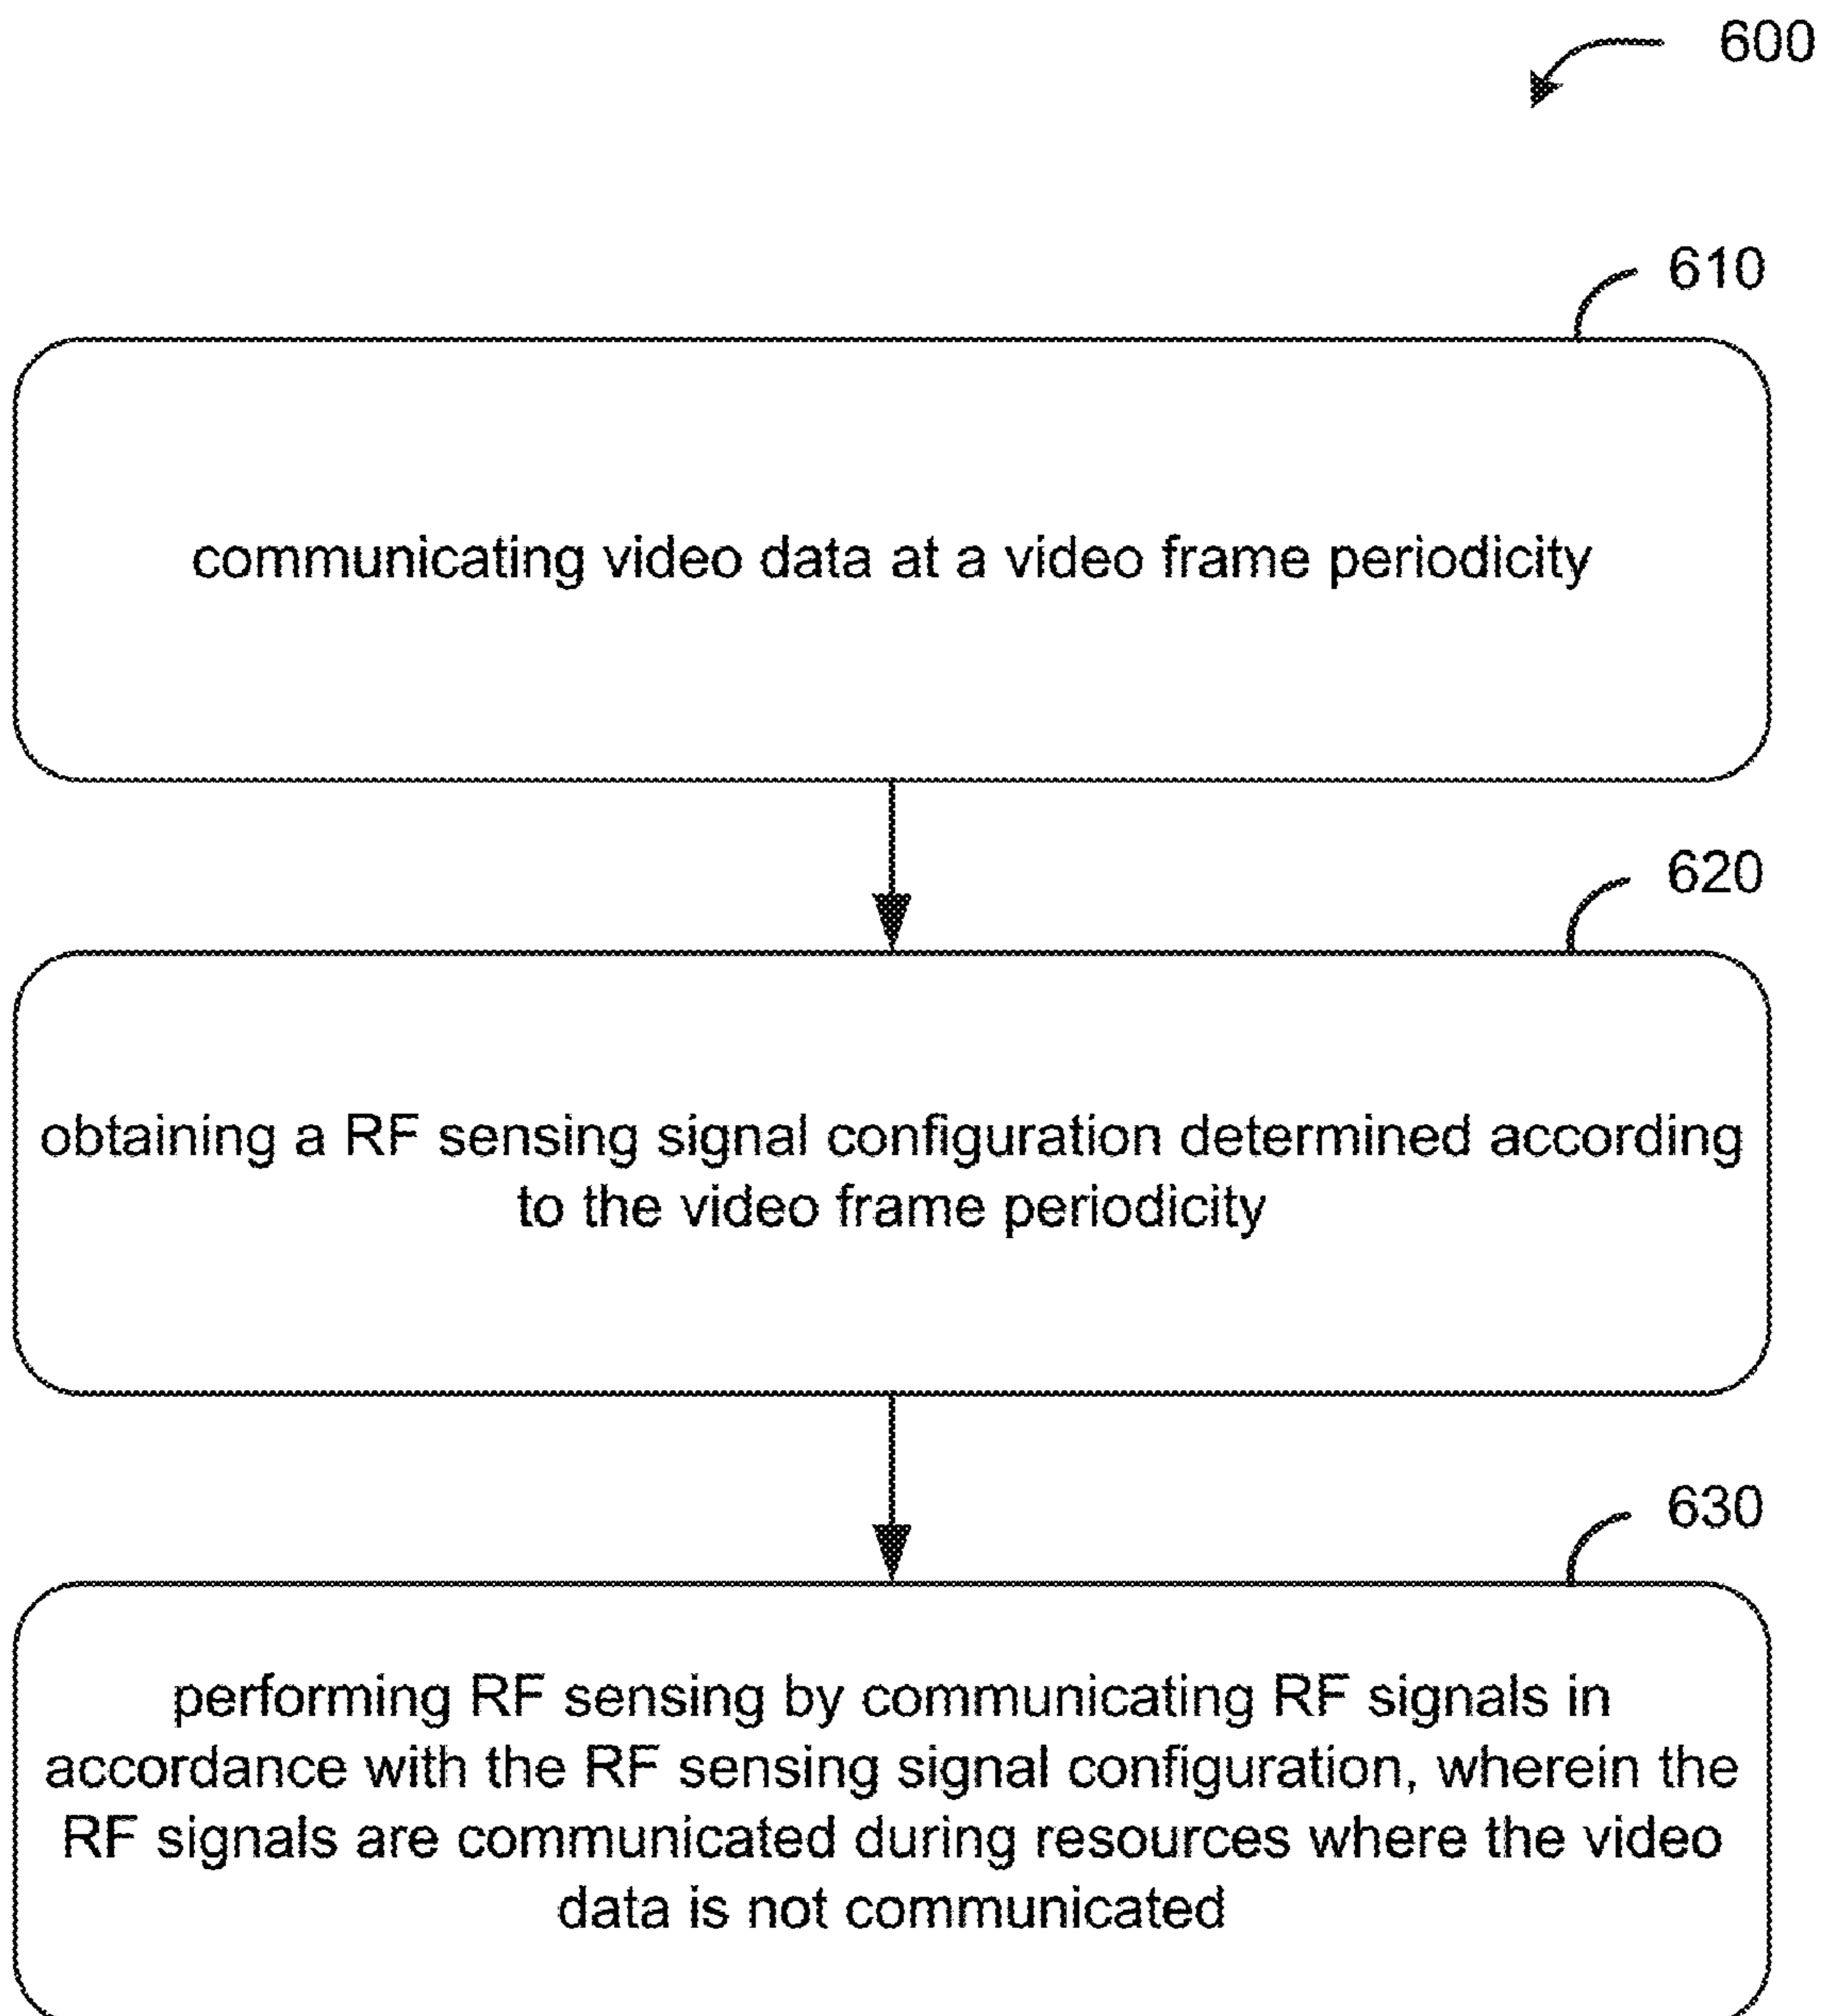 600
610
communicating video data at a video frame periodicity
620
obtaining a RF sensing signal configuration determined according
to the video frame periodicity
630
performing RF sensing by communicating RF signals in
accordance with the RF sensing signal configuration, wherein the
RF signals are communicated during resources where the video
data is not communicated